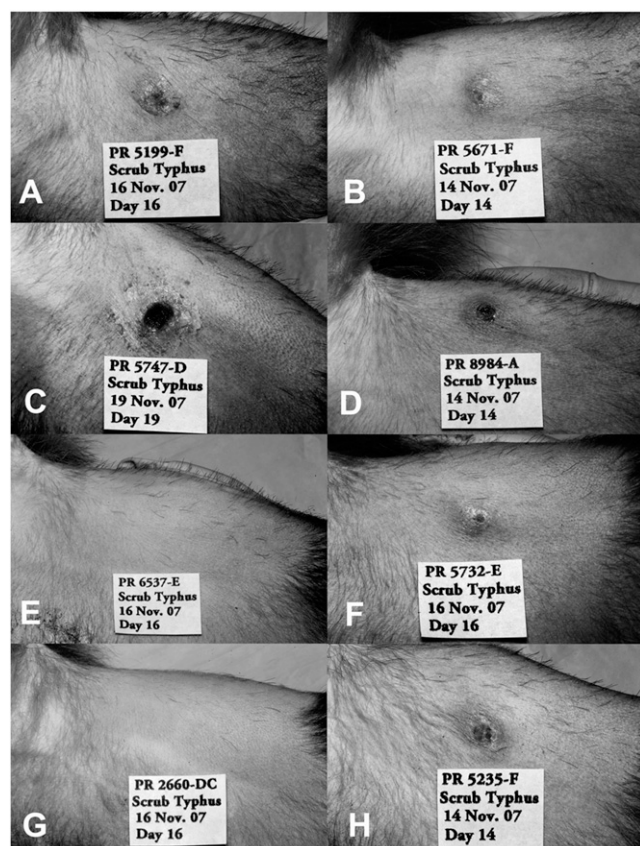 PR 5199-F
Scrub Typhus
16 Nov. 07
Day 16
A
PR 5671-F
Scrub Typhus
14 Nov. 07
Day 14
B
PR 5747-D
Scrub Typhus
19 Nov. 07
Day 19
C
PR 8984-A
Scrub Typhus
14 Nov. 07
Day 14
D
PR 6537-E
Scrub Typhus
16 Nov. 07
Day 16
E
PR 5732-E
Scrub Typhus
16 Nov. 07
Day 16
F
PR 2660-DC
Scrub Typhus
16 Nov. 07
Day 16
G
PR 5235-F
Scrub Typhus
14 Nov. 07
Day 14
H